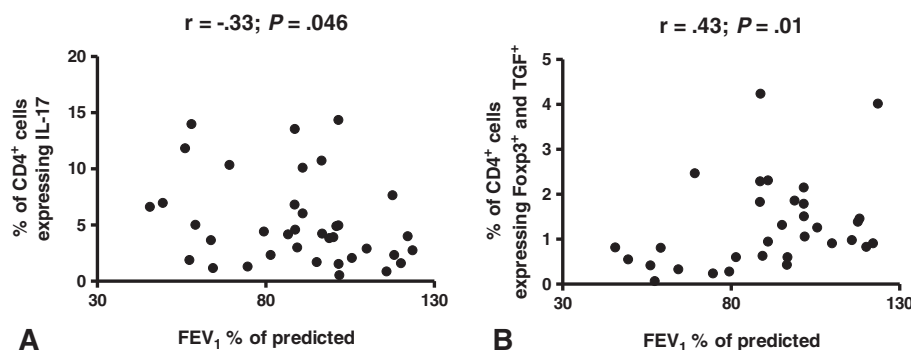 r = -.33; P = .046
% of CD4⁺ cells
expressing IL-17
20
15
10
5
0
30
80
130
A
FEV₁ % of predicted
r = .43; P = .01
% of CD4⁺ cells
expressing Foxp3⁺ and TGF⁺
5
4
3
2
1
0
30
80
130
B
FEV₁ % of predicted